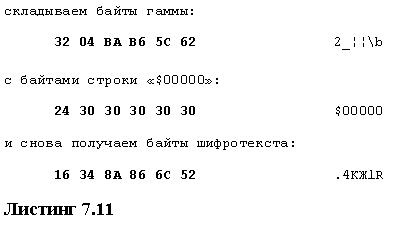 складываем байты гаммы:
32 04 BA B6 5C 62 2_¦¦\b
с байтами строки «$00000»:
24 30 30 30 30 30 $00000
и снова получаем байты шифротекста:
16 34 8A 86 6C 52 .4КЖlR
Листинг 7.11